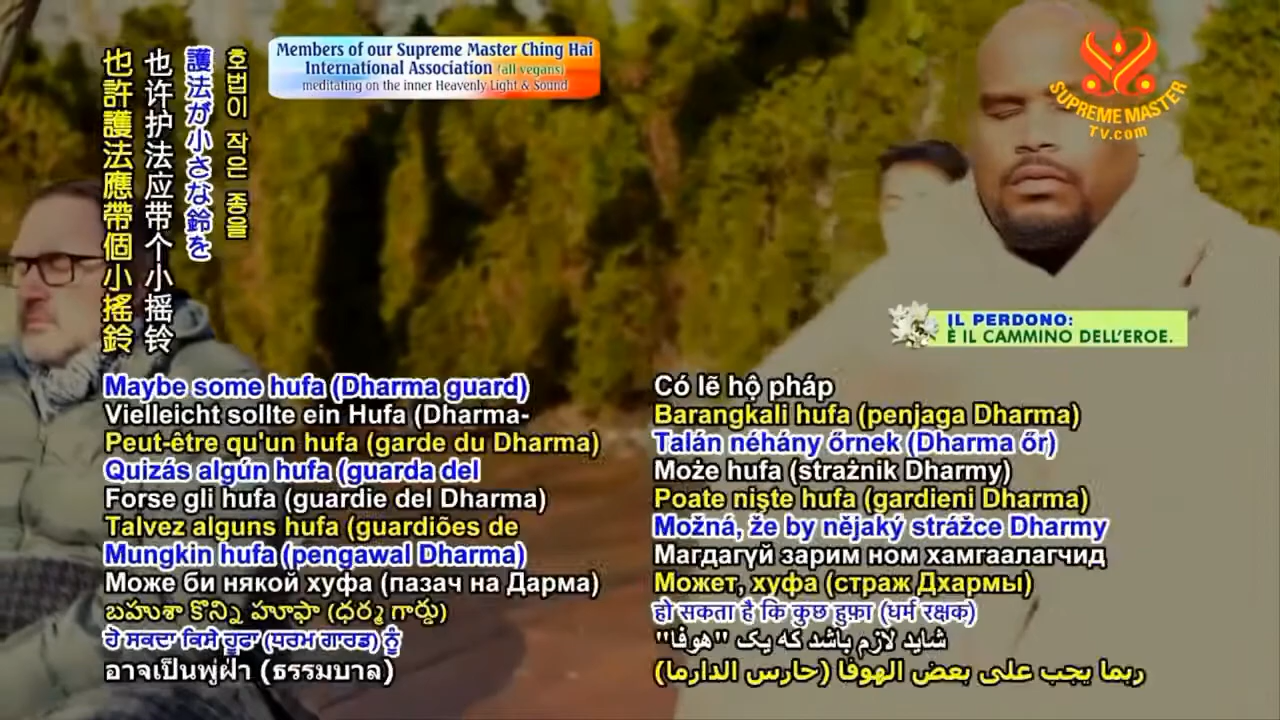 Members of our Supreme Master Ching Hai
International Association (all vegans)
meditating on the inner Heavenly Light & Sound
SUPREME MASTER
TV.com
호법이 작은 종을
護法が小さな鈴を
也许护法应带个小摇铃
也許護法應帶個小搖鈴
IL PERDONO:
È IL CAMMINO DELL'EROE.
Maybe some hufa (Dharma guard)
Vielleicht sollte ein Hufa (Dharma-
Peut-être qu'un hufa (garde du Dharma)
Quizás algún hufa (guarda del
Forse gli hufa (guardie del Dharma)
Talvez alguns hufa (guardiões de
Mungkin hufa (pengawal Dharma)
Може би някой хуфа (пазач на Дарма)
బహుశా కొన్ని హూఫా (ధర్మ గార్డు)
ਹੋ ਸਕਦਾ ਕਿਸੇ ਹੂਫਾ (ਧਰਮ ਗਾਰਡ) ਨੂੰ
อาจเป็นพู่ฝ่า (ธรรมบาล)
Có lẽ hộ pháp
Barangkali hufa (penjaga Dharma)
Talán néhány őrnek (Dharma őr)
Może hufa (strażnik Dharmy)
Poate nişte hufa (gardieni Dharma)
Možná, že by nějaký strážce Dharmy
Магдагүй зарим ном хамгаалагчид
Может, хуфа (страж Дхармы)
हो सकता है कि कुछ हुफ़ा (धर्म रक्षक)
شاید لازم باشد که یک "هوفا"
ربما يجب على بعض الهوفا (حارس الدارما)